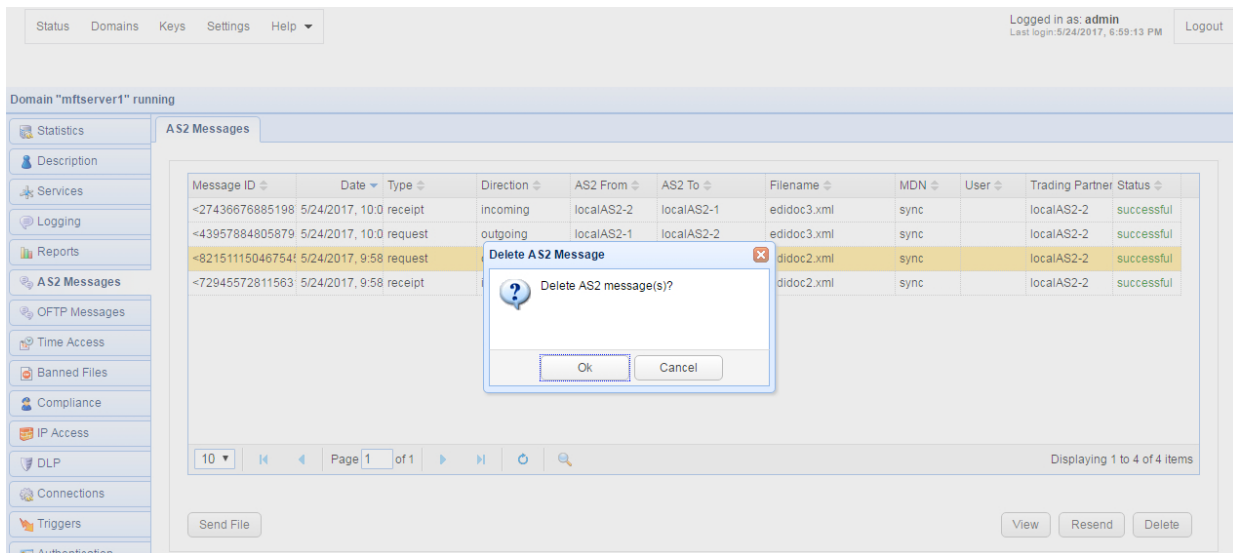 Status Domains Keys Settings Help
Logged in as: admin
Last login:5/24/2017, 6:59:13 PM
Logout
Domain "mftserver1" running
Statistics
Description
Services
Logging
Reports
AS2 Messages
OFTP Messages
Time Access
Banned Files
Compliance
IP Access
DLP
Connections
Triggers
Authentication
AS2 Messages
Message ID Date Type Direction AS2 From AS2 To Filename MDN User Trading Partner Status
<27436676885198 5/24/2017, 10:0 receipt incoming localAS2-2 localAS2-1 edidoc3.xml sync localAS2-2 successful
<43957884805879 5/24/2017, 10:0 request outgoing localAS2-1 localAS2-2 edidoc3.xml sync localAS2-2 successful
<821511150467545 5/24/2017, 9:58 request didoc2.xml sync localAS2-2 successful
<72945572811563 5/24/2017, 9:58 receipt didoc2.xml sync localAS2-2 successful
Delete AS2 Message
Delete AS2 message(s)?
Ok Cancel
10 Page 1 of 1 Displaying 1 to 4 of 4 items
Send File View Resend Delete